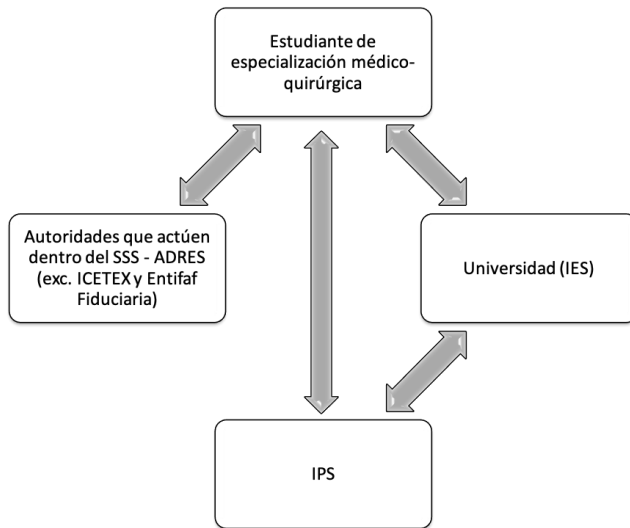 Estudiante de
especialización médico-
quirúrgica
Autoridades que actúen
dentro del SSS - ADRES
(exc. ICETEX y Entifaf
Fiduciaria)
Universidad (IES)
IPS